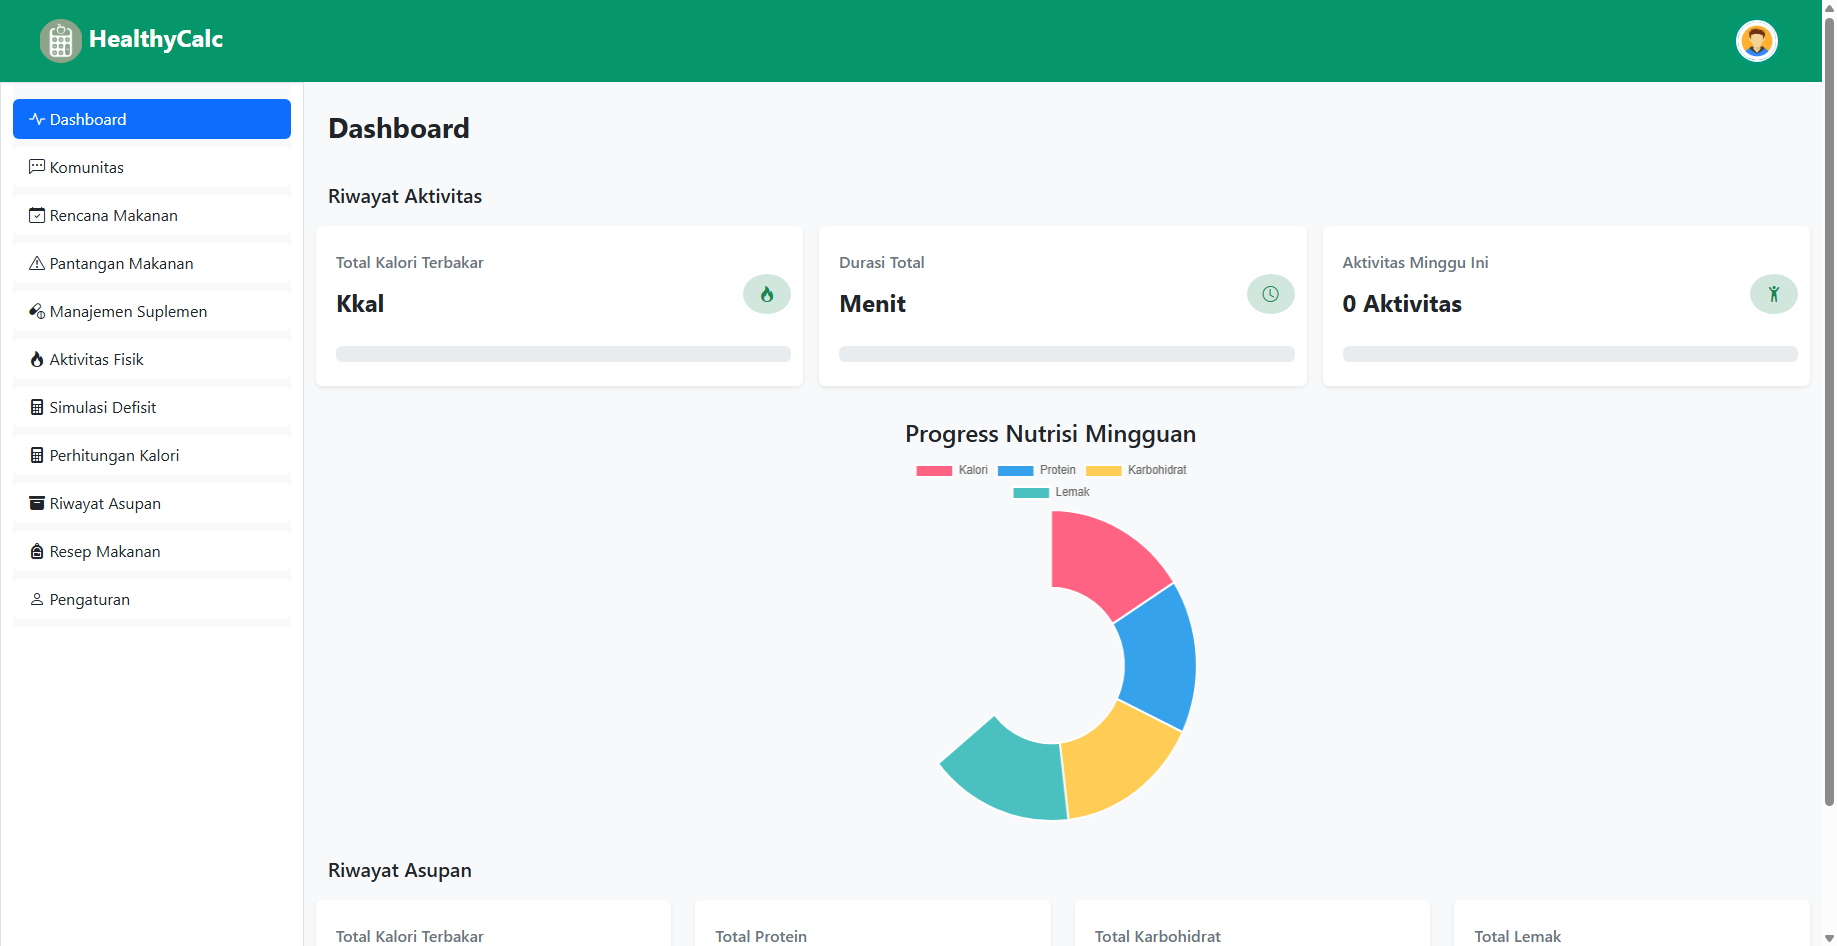 HealthyCalc
Dashboard
Komunitas
Rencana Makanan
Pantangan Makanan
Manajemen Suplemen
Aktivitas Fisik
Simulasi Defisit
Perhitungan Kalori
Riwayat Asupan
Resep Makanan
Pengaturan
Dashboard
Riwayat Aktivitas
Total Kalori Terbakar
Kkal
Durasi Total
Menit
Aktivitas Minggu Ini
0 Aktivitas
Progress Nutrisi Mingguan
Kalori Protein Karbohidrat
Lemak
Riwayat Asupan
Total Kalori Terbakar
Total Protein
Total Karbohidrat
Total Lemak